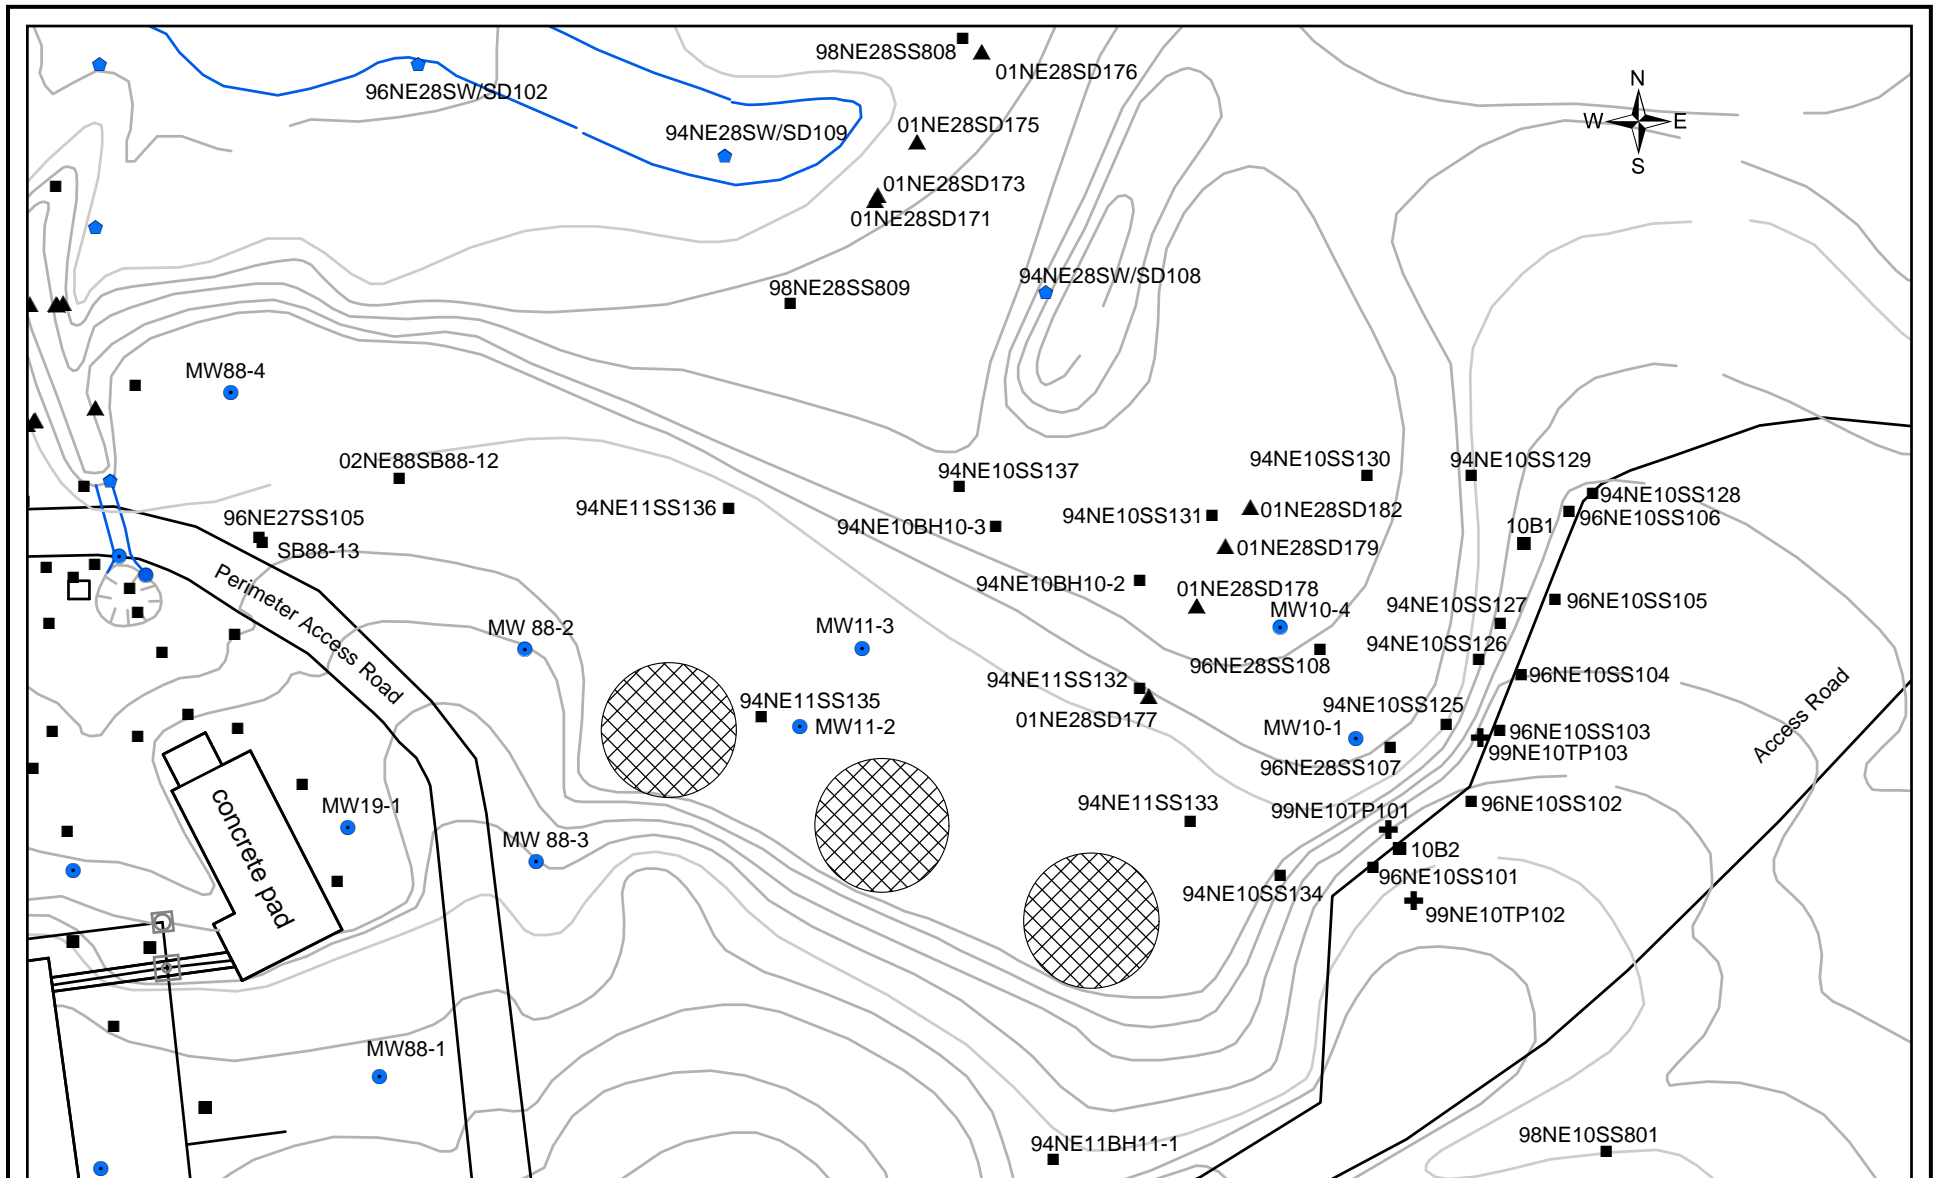 98NE28SS808
01NE28SD176
N
96NE28SW/SD102
W
E
94NE28SW/SD109
01NE28SD175
S
01NE28SD173
01NE28SD171
94NE28SW/SD108
98NE28SS809
MW88-4
02NE88SB88-12
94NE10SS137
94NE10SS130
94NE10SS129
94NE10SS128
94NE11SS136
94NE10BH10-3
94NE10SS131
01NE28SD182
96NE10SS106
96NE27SS105
10B1
SB88-13
01NE28SD179
94NE10BH10-2
01NE28SD178
96NE10SS105
94NE10SS127
MW10-4
Perimeter Access Road
MW 88-2
MW11-3
94NE10SS126
96NE28SS108
94NE11SS132
96NE10SS104
94NE11SS135
01NE28SD177
94NE10SS125
MW11-2
MW10-1
96NE10SS103
99NE10TP103
Access Road
96NE28SS107
MW19-1
94NE11SS133
99NE10TP101
96NE10SS102
MW 88-3
10B2
concrete pad
94NE10SS134
96NE10SS101
99NE10TP102
MW88-1
94NE11BH11-1
98NE10SS801